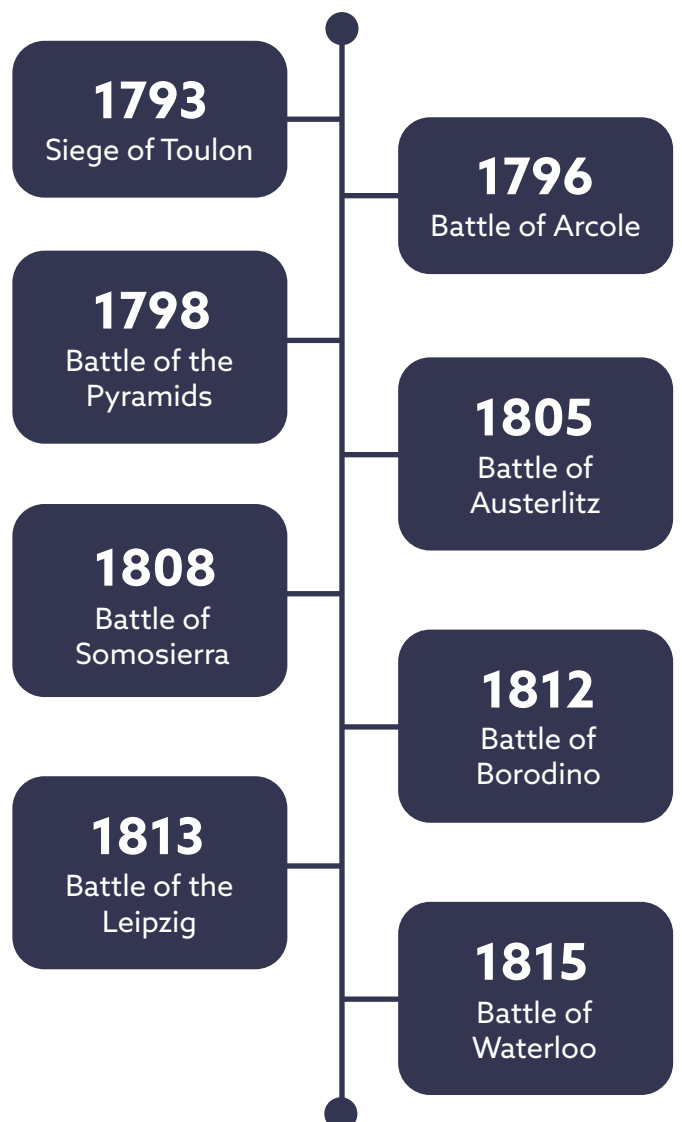 1793
Siege of Toulon
1796
Battle of Arcole
1798
Battle of the
Pyramids
1805
Battle of
Austerlitz
1808
Battle of
Somosierra
1812
Battle of
Borodino
1813
Battle of the
Leipzig
1815
Battle of
Waterloo